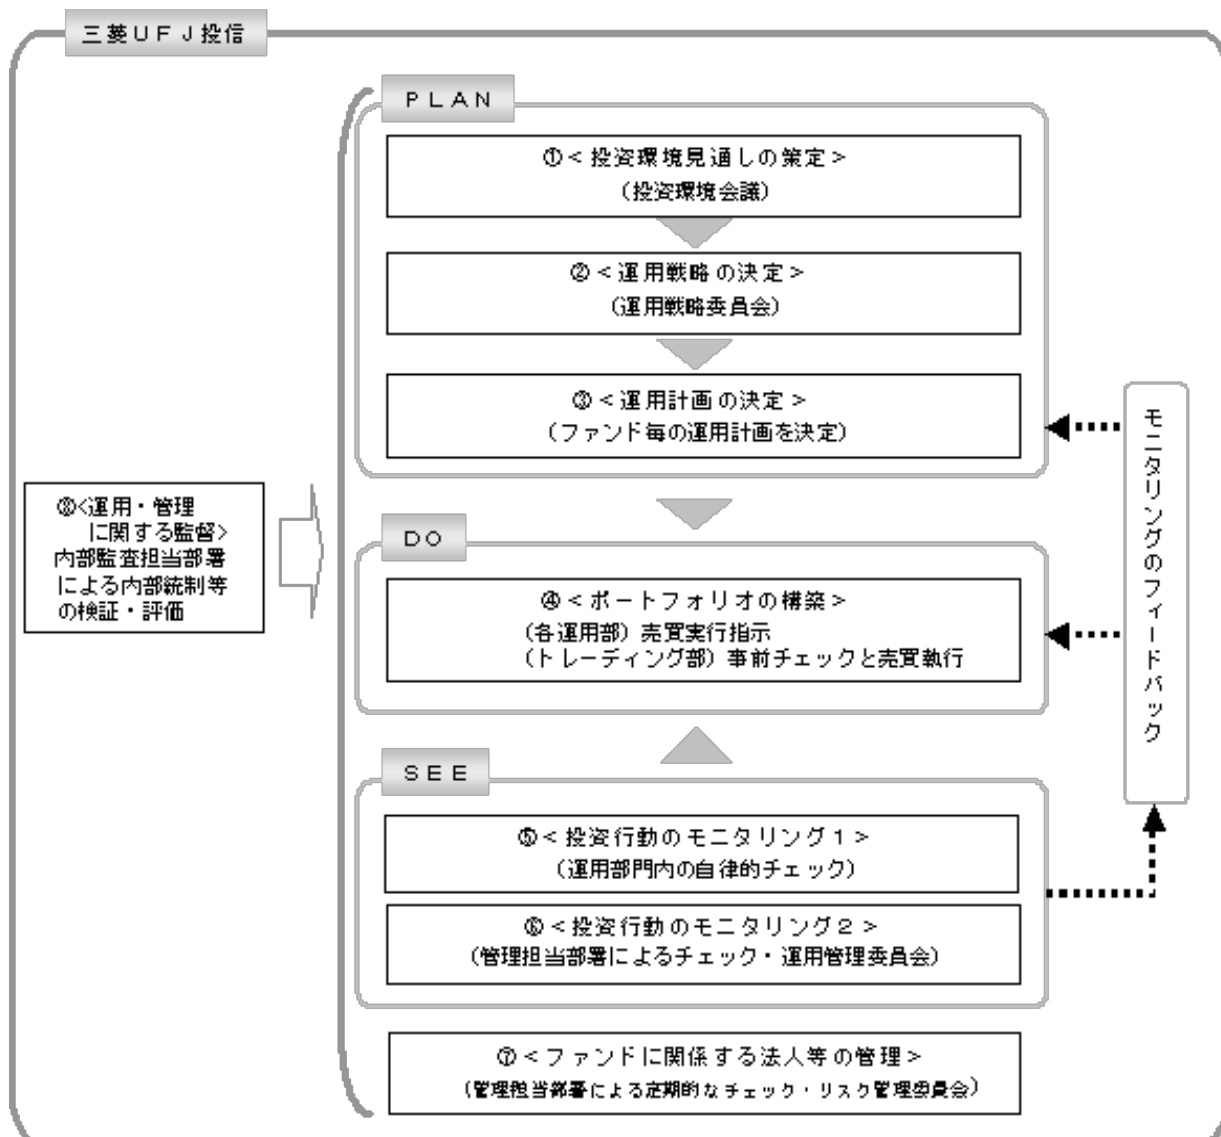 三菱UFJ投信
PLAN
①<投資環境見通しの策定>
(投資環境会議)
②<運用戦略の決定>
(運用戦略委員会)
③<運用計画の決定>
(ファンド毎の運用計画を決定)
DO
④<ポートフォリオの構築>
(各運用部)売買実行指示
(トレーディング部)事前チェックと売買執行
SEE
⑤<投資行動のモニタリング1>
(運用部門内の自律的チェック)
⑥<投資行動のモニタリング2>
(管理担当部署によるチェック・運用管理委員会)
⑦<ファンドに関係する法人等の管理>
(管理担当部署による定期的なチェック・リスク管理委員会)
⑧<運用・管理
に関する監督>
内部監査担当部署
による内部統制等
の検証・評価
モニタリングのフィードバック